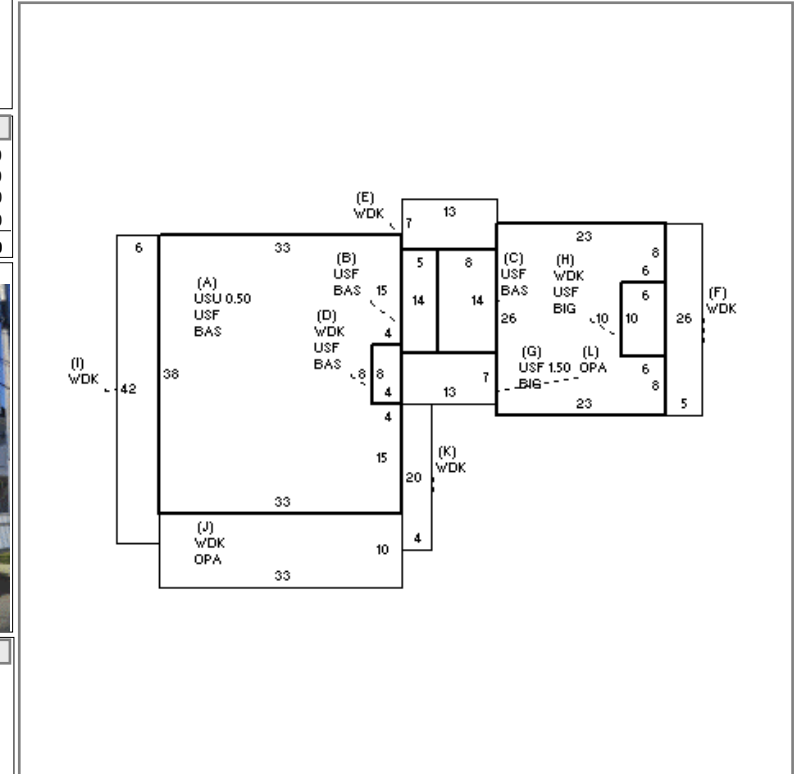 (E)
WDK
13
7
6
33
(B)
USF
BAS
5
8
(C)
USF
BAS
23
8
(H)
WDK
USF
BIG
6
(A)
USU 0.50
USF
BAS
15
14
14
6
10
10
26
(F)
WDK
26
(D)
WDK
USF
BAS
4
(I)
WDK
42
38
8
8
4
7
(G)
USF 1.50
BIG
(L)
OPA
6
8
13
23
5
4
15
(K)
WDK
20
33
(J)
WDK
OPA
10
4
33